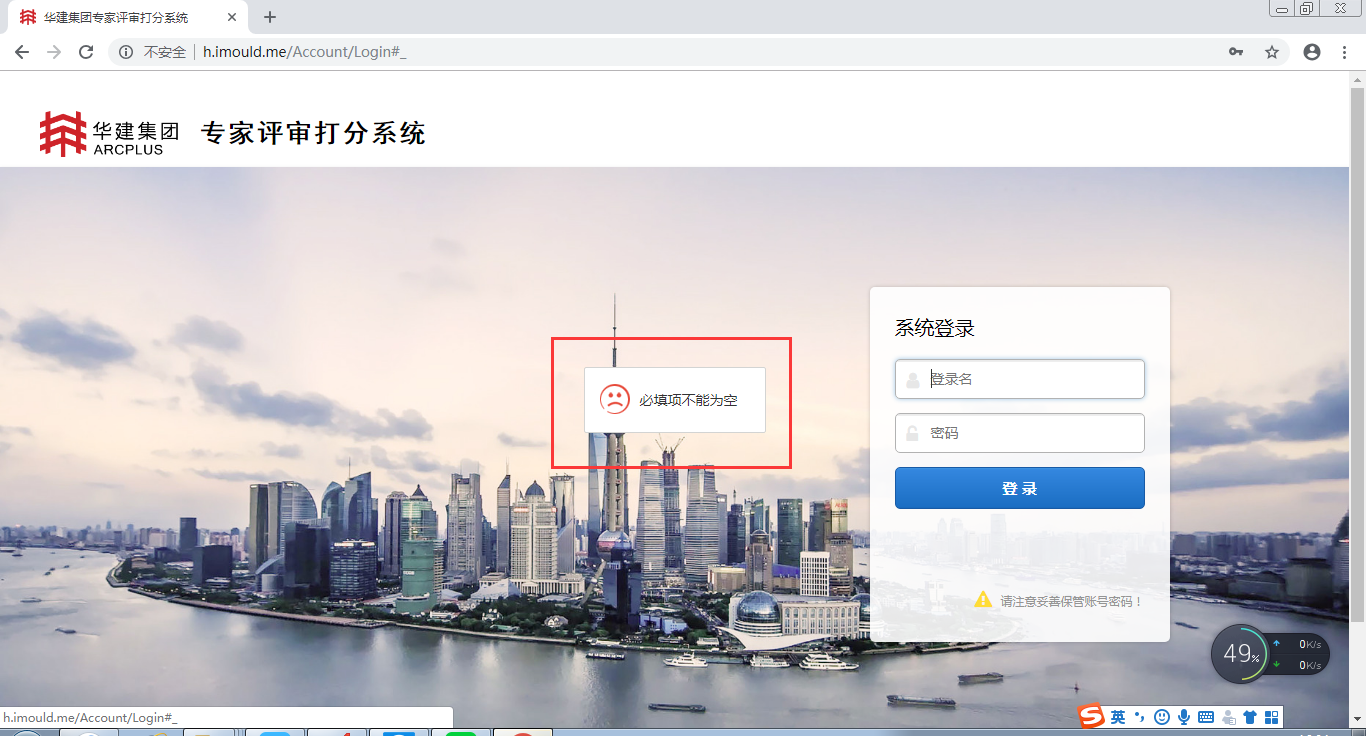 华建集团专家评审打分系统
不安全 h.imould.me/Account/Login#_
华建集团
ARCPLUS
专家评审打分系统
系统登录
登录名
必填项不能为空
密码
登 录
请注意妥善保管账号密码！
49%
0K/s
0K/s
h.imould.me/Account/Login#_
英